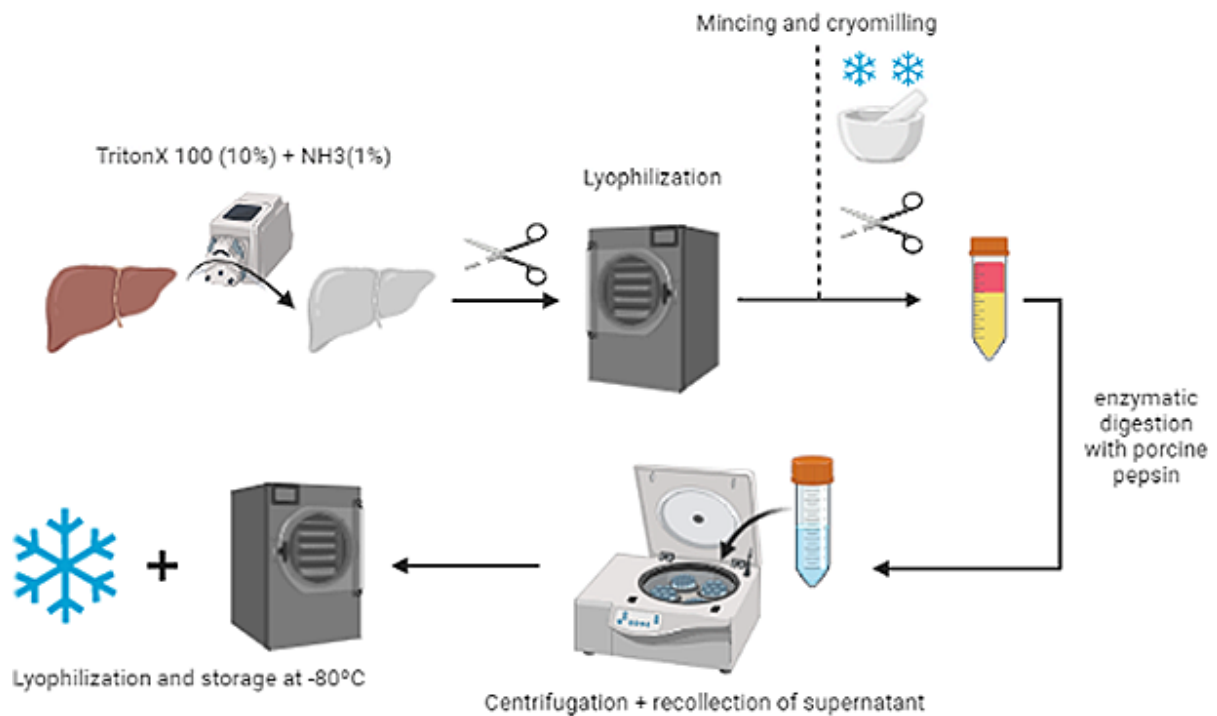 Mincing and cryomilling
TritonX 100 (10%) + NH3(1%)
Lyophilization
enzymatic
digestion
with porcine
pepsin
Lyophilization and storage at -80ºC
Centrifugation + recollection of supernatant